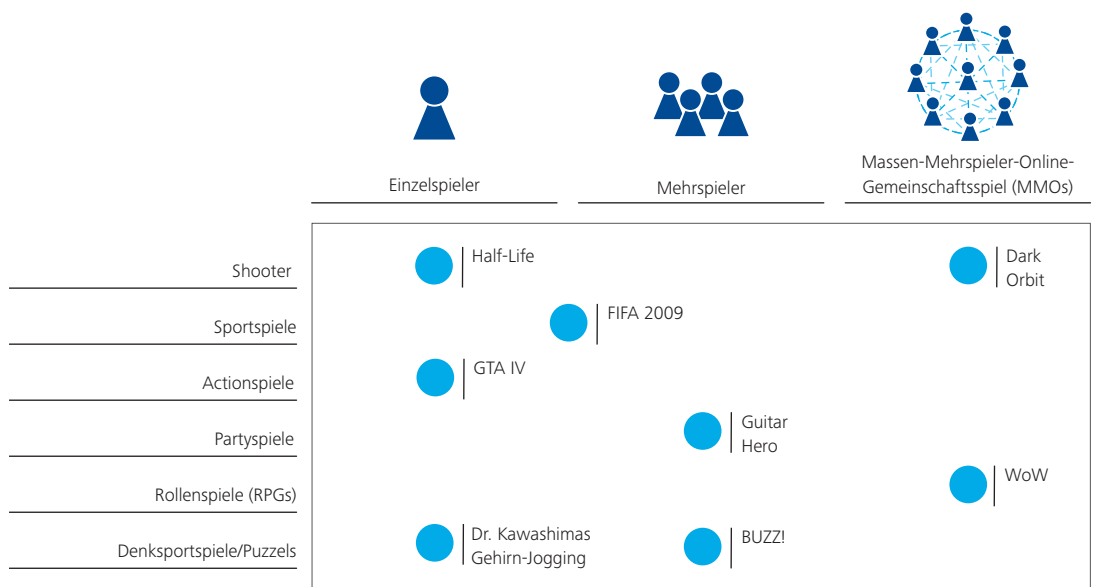 Einzelspieler
Mehrspieler
Massen-Mehrspieler-Online-
Gemeinschaftsspiel (MMOs)
Shooter
Half-Life
Dark
Orbit
Sportspiele
FIFA 2009
Actionspiele
GTA IV
Partyspiele
Guitar
Hero
Rollenspiele (RPGs)
WoW
Denksportspiele/Puzzels
Dr. Kawashimas
Gehirn-Jogging
BUZZ!